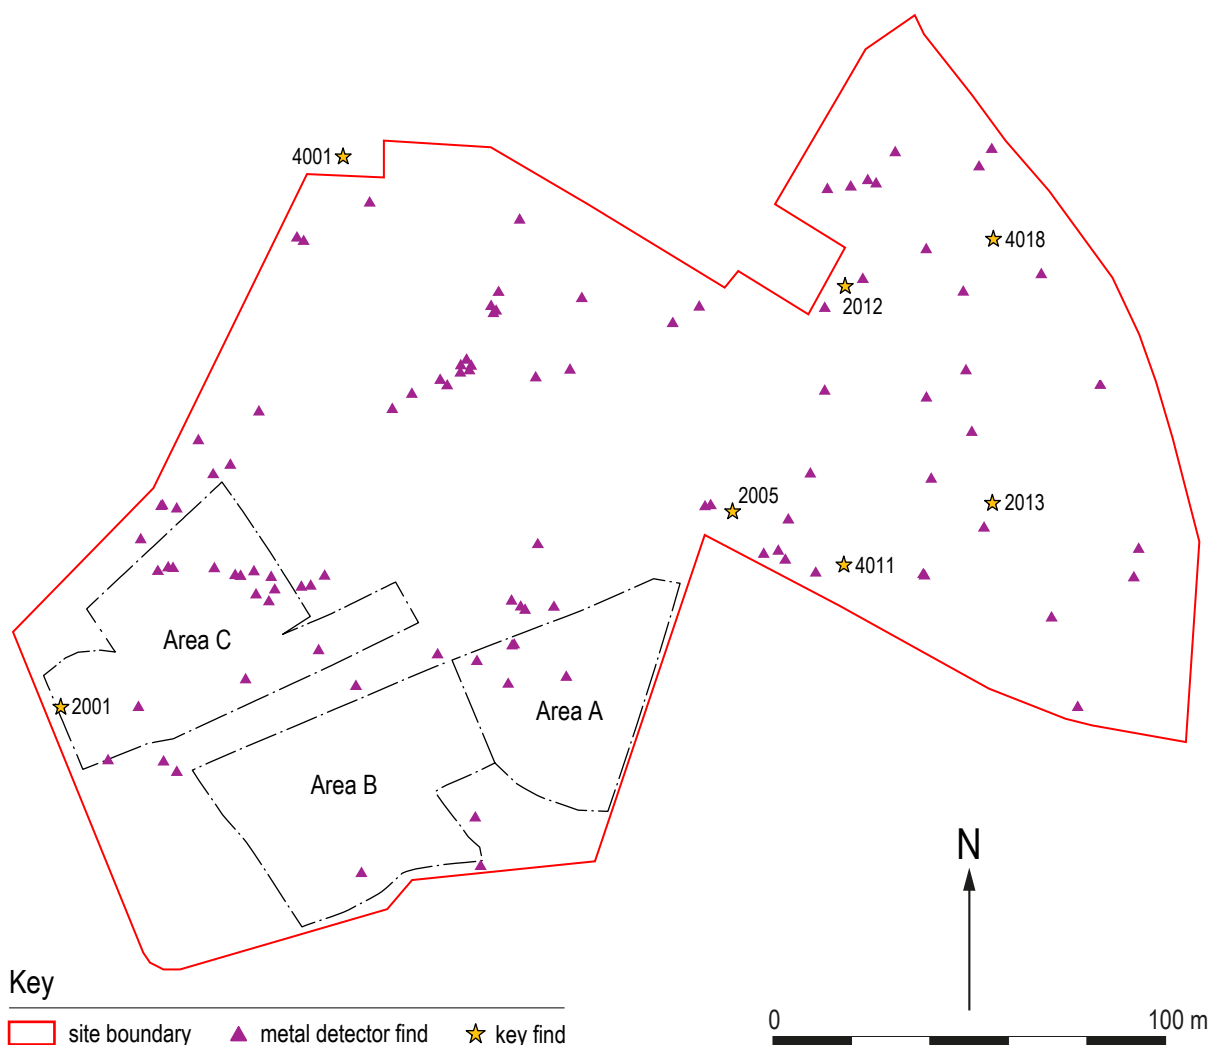 4001
4018
2012
2005
2013
4011
Area C
2001
Area A
Area B
N
Key
site boundary
metal detector find
key find
0
100 m